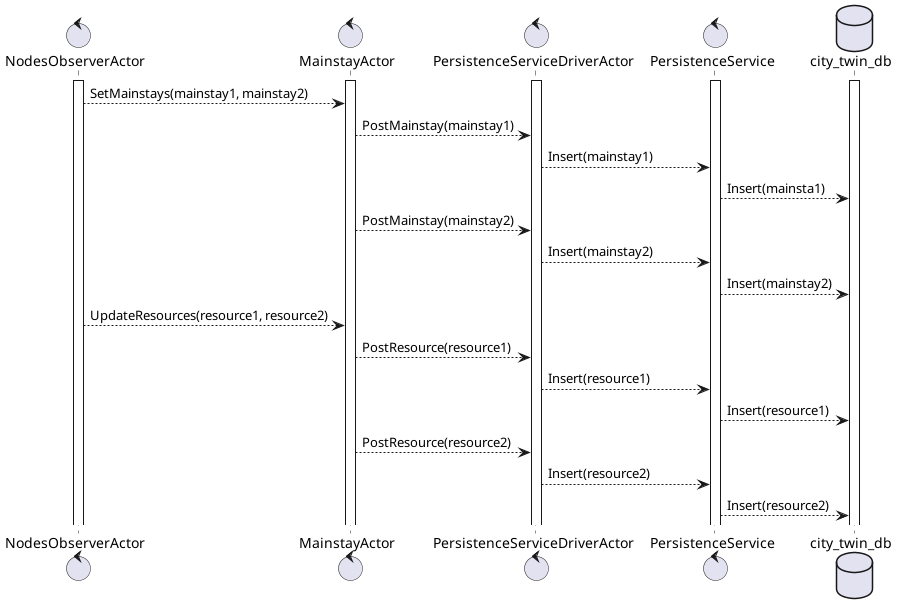 NodesObserverActor MainstayActor PersistenceServiceDriverActor PersistenceService city_twin_db
SetMainstays(mainstay1, mainstay2)
PostMainstay(mainstay1)
Insert(mainstay1)
Insert(mainsta1)
PostMainstay(mainstay2)
Insert(mainstay2)
Insert(mainstay2)
UpdateResources(resource1, resource2)
PostResource(resource1)
Insert(resource1)
Insert(resource1)
PostResource(resource2)
Insert(resource2)
Insert(resource2)
NodesObserverActor MainstayActor PersistenceServiceDriverActor PersistenceService city_twin_db